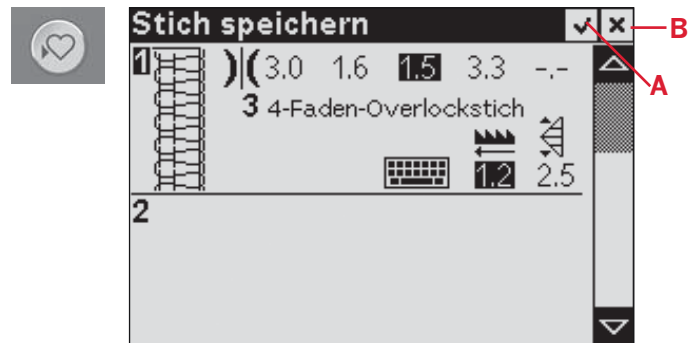 Stich speichern
B
A
1 3.0 1.6 1.5 3.3 -.-
3 4-Faden-Overlockstich
1.2 2.5
2